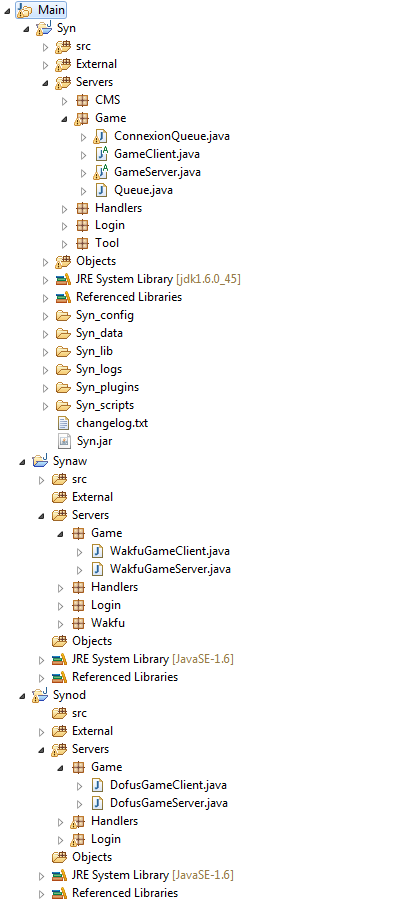 Main
Syn
src
External
Servers
CMS
Game
ConnexionQueue.java
GameClient.java
GameServer.java
Queue.java
Handlers
Login
Tool
Objects
JRE System Library [jdk1.6.0_45]
Referenced Libraries
Syn_config
Syn_data
Syn_lib
Syn_logs
Syn_plugins
Syn_scripts
changelog.txt
Syn.jar
Synaw
src
External
Servers
Game
WakfuGameClient.java
WakfuGameServer.java
Handlers
Login
Wakfu
Objects
JRE System Library [JavaSE-1.6]
Referenced Libraries
Synod
src
External
Servers
Game
DofusGameClient.java
DofusGameServer.java
Handlers
Login
Objects
JRE System Library [JavaSE-1.6]
Referenced Libraries